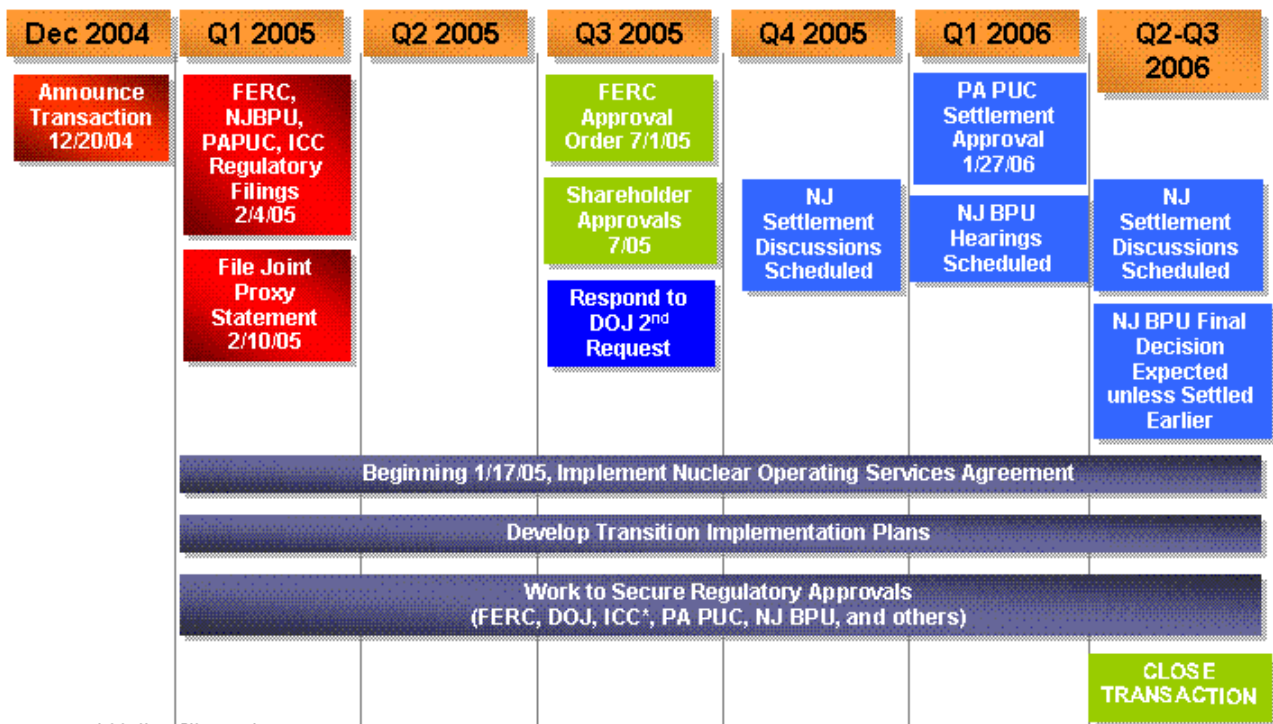 Dec 2004
Q1 2005
Q2 2005
Q3 2005
Q4 2005
Q1 2006
Q2-Q3
2006
Announce
Transaction
12/20/04
FERC,
NJBPU,
PAPUC, ICC
Regulatory
Filings
2/4/05
File Joint
Proxy
Statement
2/10/05
FERC
Approval
Order 7/1/05
Shareholder
Approvals
7/05
Respond to
DOJ 2nd
Request
NJ
Settlement
Discussions
Scheduled
PA PUC
Settlement
Approval
1/27/06
NJ BPU
Hearings
Scheduled
NJ
Settlement
Discussions
Scheduled
NJ BPU Final
Decision
Expected
unless Settled
Earlier
Beginning 1/17/05, Implement Nuclear Operating Services Agreement
Develop Transition Implementation Plans
Work to Secure Regulatory Approvals
(FERC, DOJ, ICC*, PA PUC, NJ BPU, and others)
CLOSE
TRANSACTION